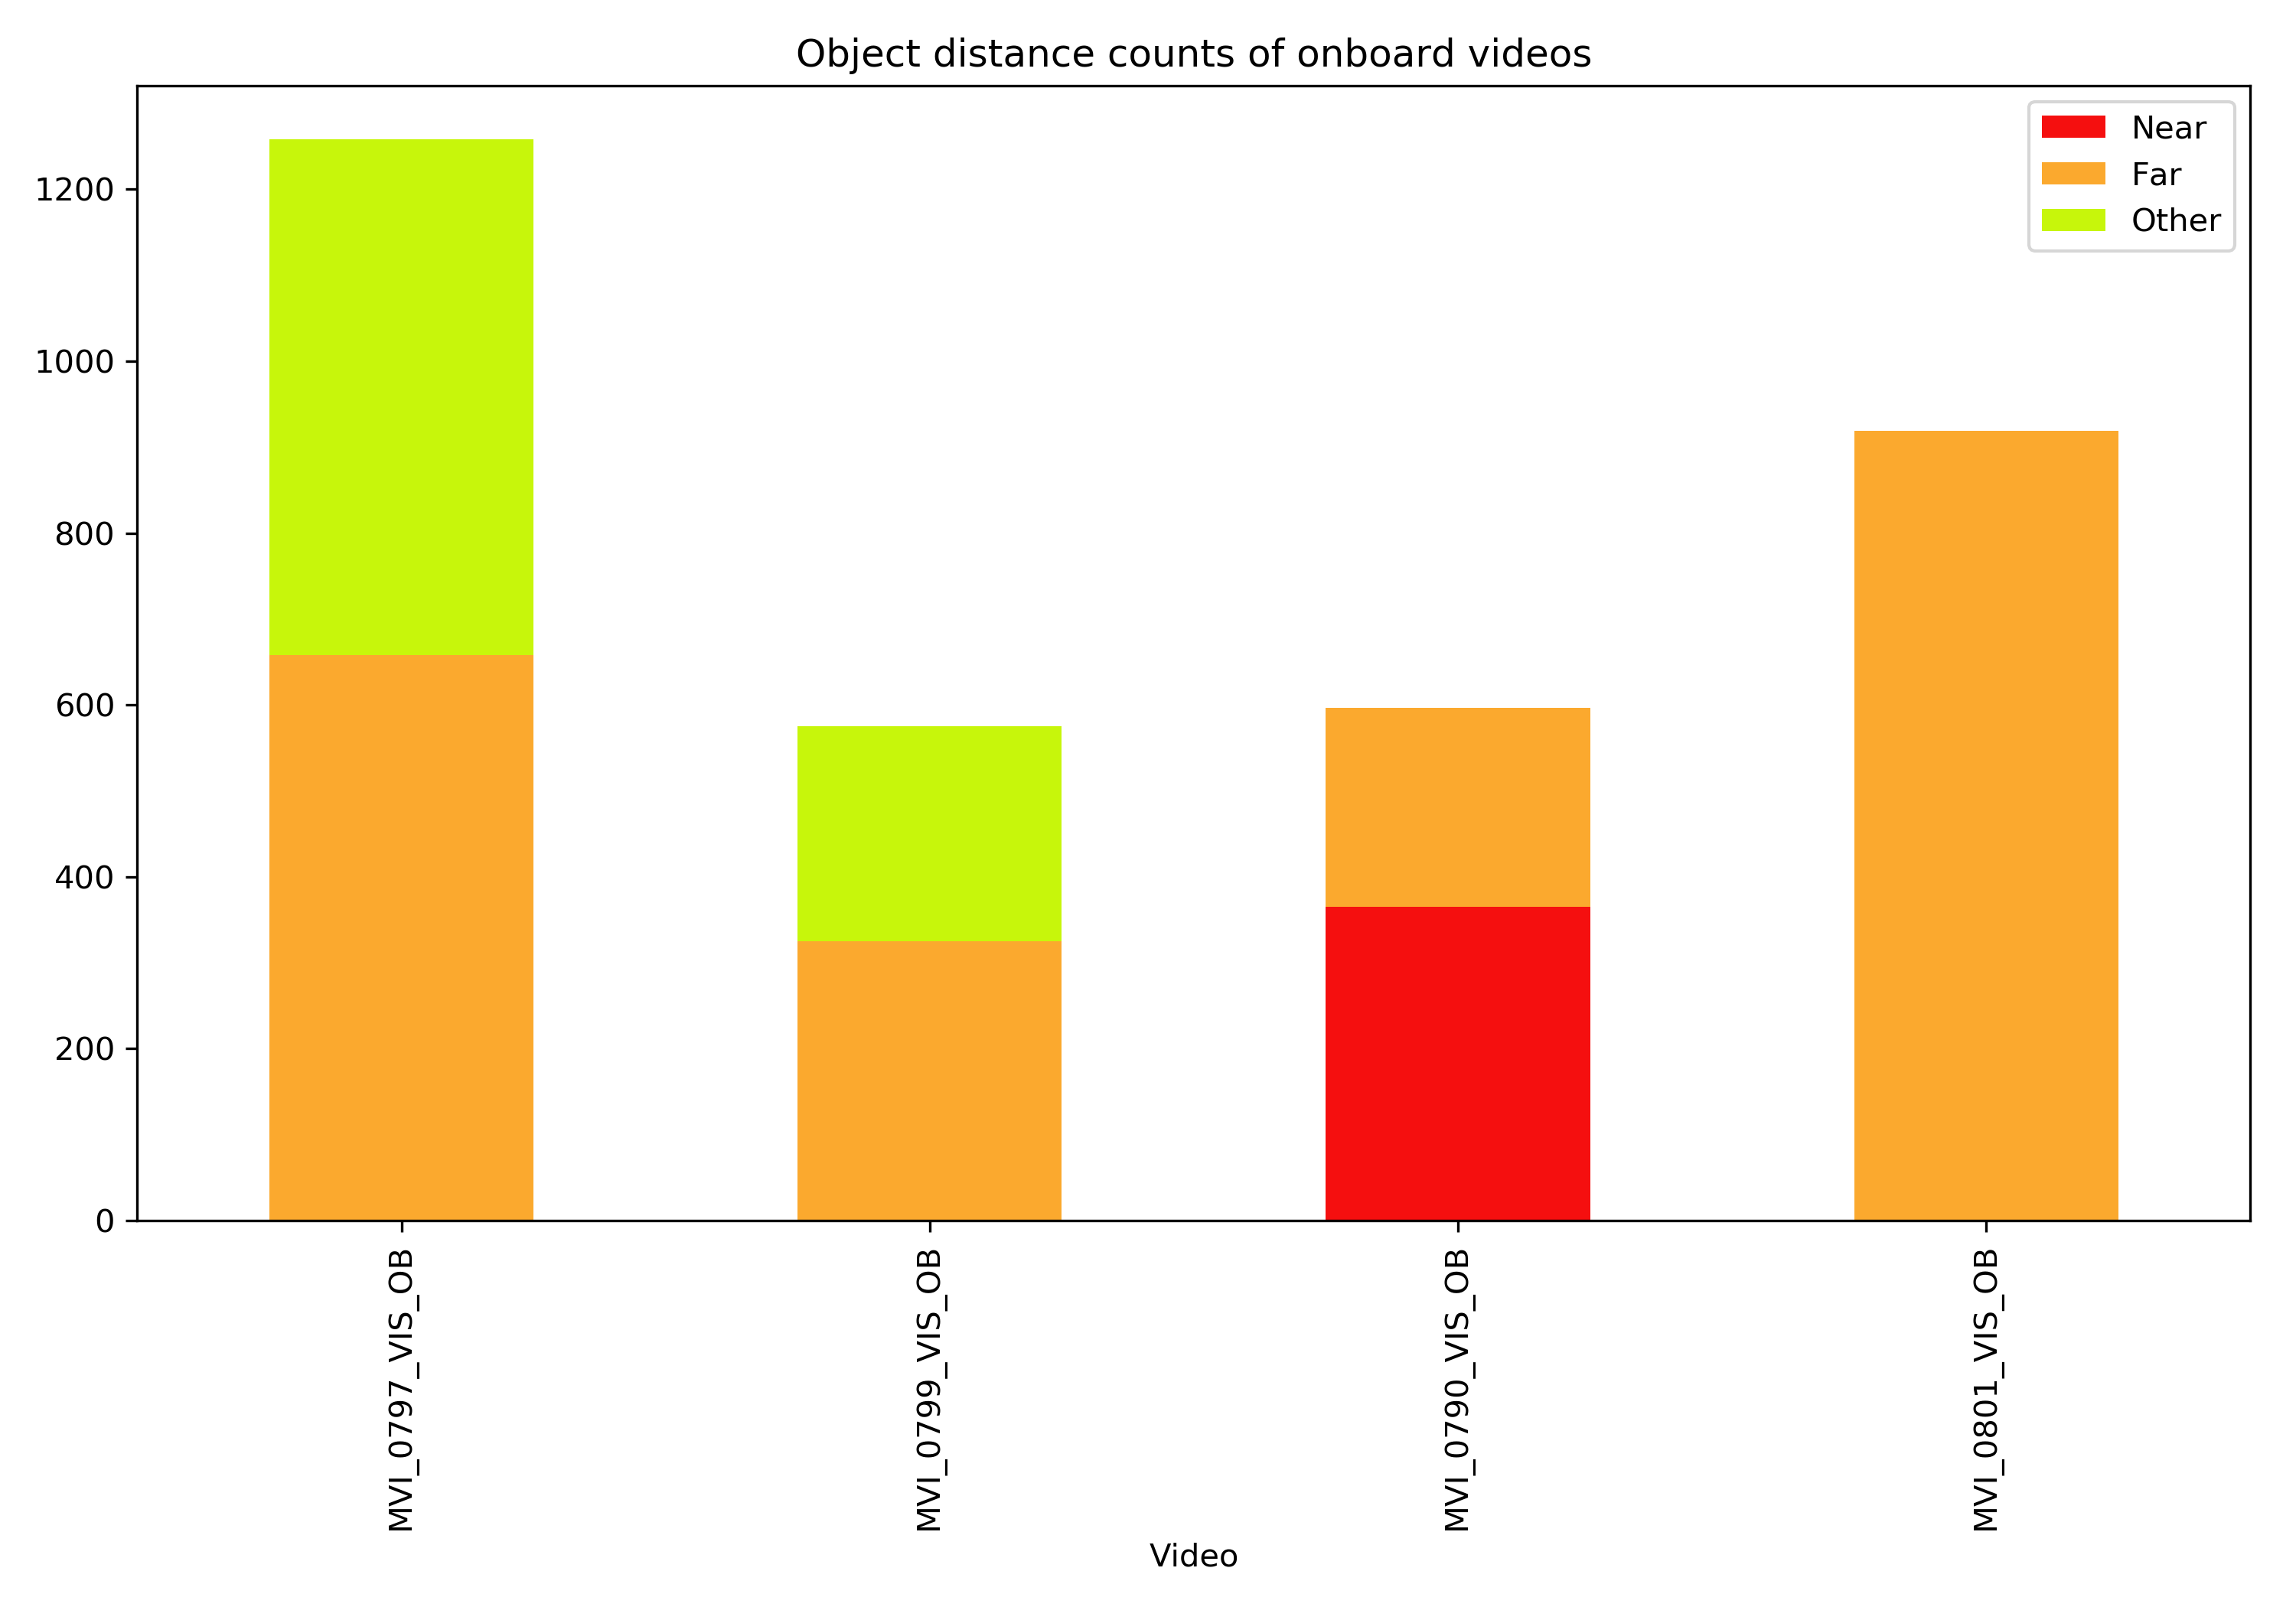 Object distance counts of onboard videos
Near
Far
Other
1200
1000
800
600
400
200
0
MVI_0797_VIS_OB
MVI_0799_VIS_OB
MVI_0790_VIS_OB
MVI_0801_VIS_OB
Video